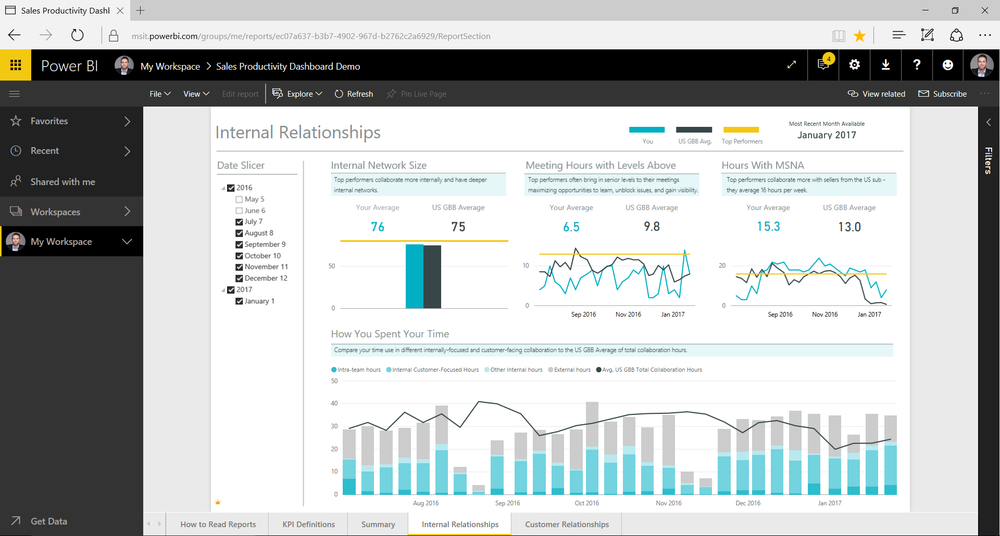 Sales Productivity Dashl
msit.powerbi.com/groups/me/reports/ec07a637-b3b7-4902-967d-b2762c2a6929/ReportSection
Power BI
My Workspace > Sales Productivity Dashboard Demo
4
?
File
View
Edit report
Explore
Refresh
Pin Live Page
View related
Subscribe
Favorites
Recent
Shared with me
Workspaces
My Workspace
Get Data
Filters
Internal Relationships
You
US GBB Avg.
Top Performers
Most Recent Month Available
January 2017
Date Slicer
2016
May 5
June 6
July 7
August 8
September 9
October 10
November 11
December 12
2017
January 1
Internal Network Size
Top performers collaborate more internally and have deeper
internal networks.
Your Average
US GBB Average
76
75
50
0
Meeting Hours with Levels Above
Top performers often bring in senior levels to their meetings
maximizing opportunities to learn, unblock issues, and gain visibility.
Your Average
US GBB Average
6.5
9.8
10
0
Sep 2016
Nov 2016
Jan 2017
Hours With MSNA
Top performers collaborate more with sellers from the US sub -
they average 16 hours per week.
Your Average
US GBB Average
15.3
13.0
20
0
Sep 2016
Nov 2016
Jan 2017
How You Spent Your Time
Compare your time use in different internally-focused and customer-facing collaboration to the US GBB Average of total collaboration hours.
Intra-team hours
Internal Customer-Focused Hours
Other Internal hours
External hours
Avg. US GBB Total Collaboration Hours
50
40
30
20
10
0
Aug 2016
Sep 2016
Oct 2016
Nov 2016
Dec 2016
Jan 2017
How to Read Reports
KPI Definitions
Summary
Internal Relationships
Customer Relationships